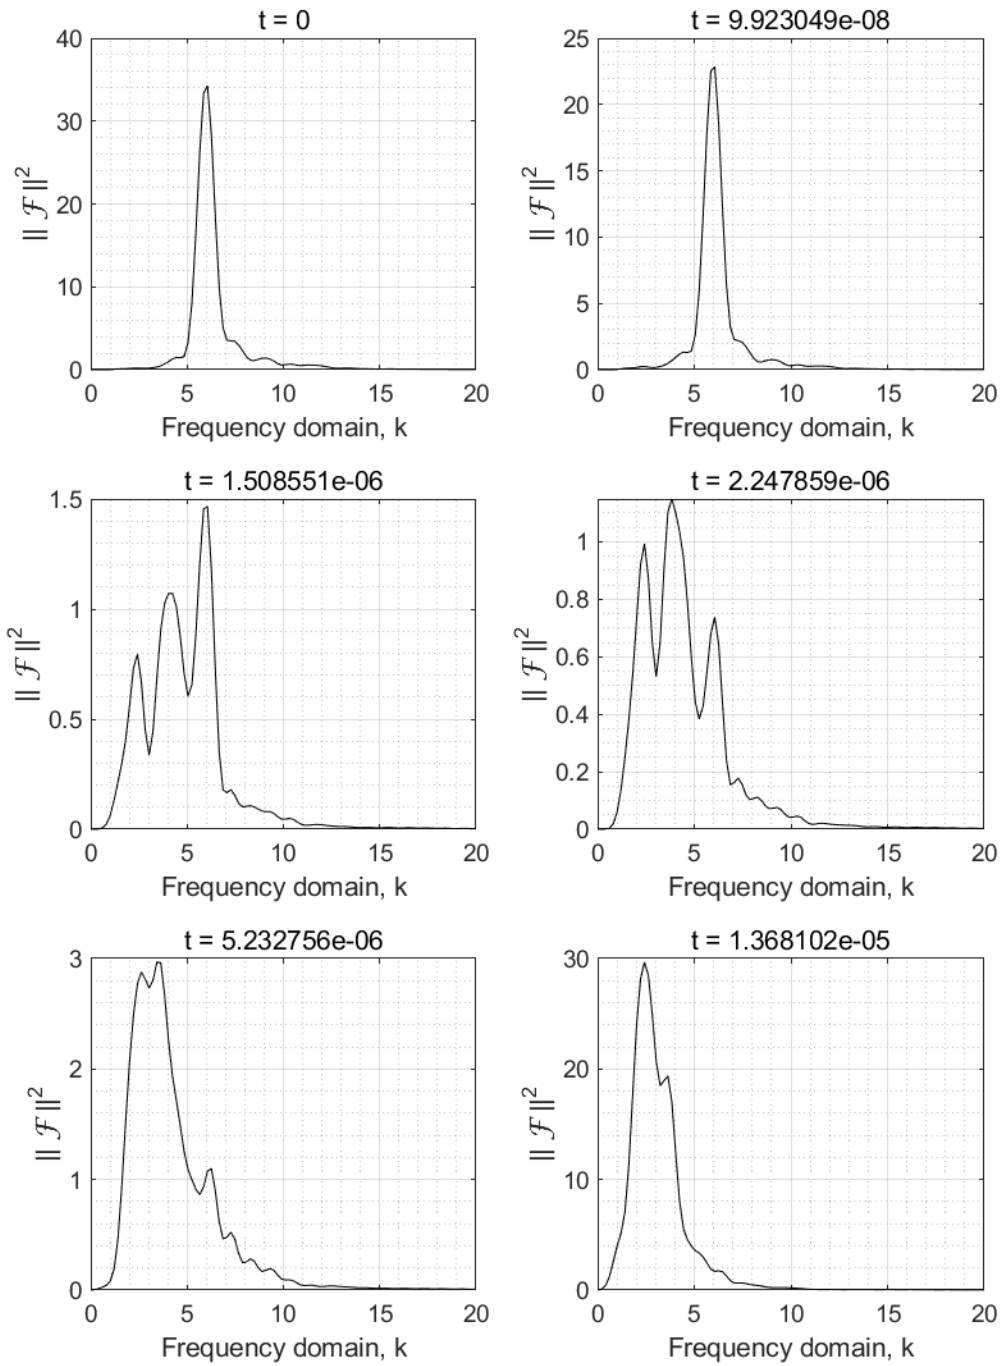 t = 0
40
30
20
10
0
|| ℱ ||²
0 5 10 15 20
Frequency domain, k
t = 9.923049e-08
25
20
15
10
5
0
|| ℱ ||²
0 5 10 15 20
Frequency domain, k
t = 1.508551e-06
1.5
1
0.5
0
|| ℱ ||²
0 5 10 15 20
Frequency domain, k
t = 2.247859e-06
1
0.8
0.6
0.4
0.2
0
|| ℱ ||²
0 5 10 15 20
Frequency domain, k
t = 5.232756e-06
3
2
1
0
|| ℱ ||²
0 5 10 15 20
Frequency domain, k
t = 1.368102e-05
30
20
10
0
|| ℱ ||²
0 5 10 15 20
Frequency domain, k